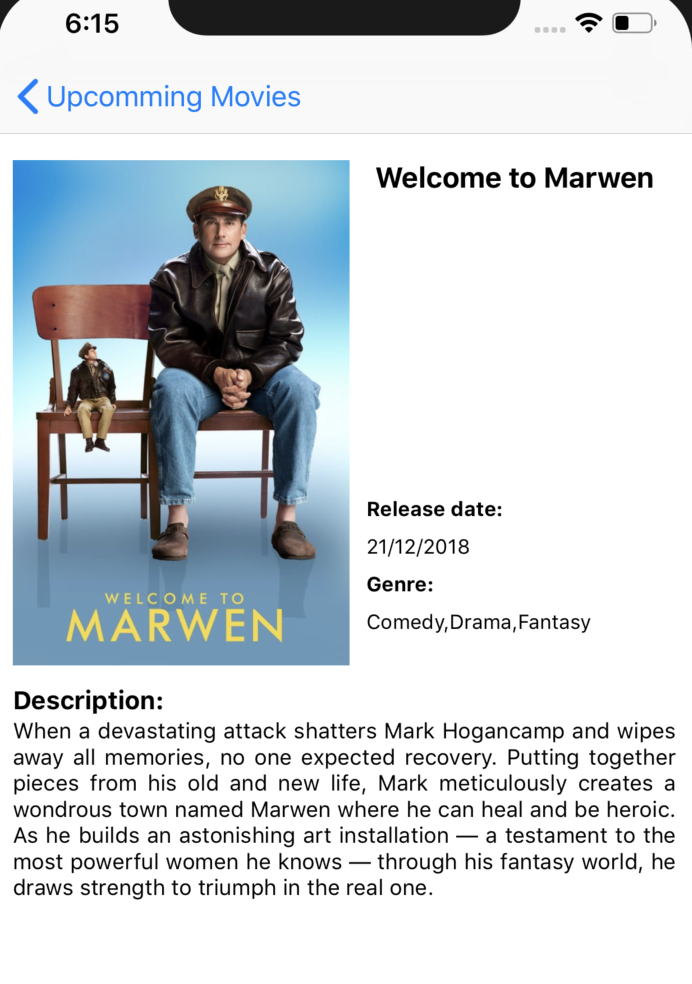 6:15
Upcomming Movies
Welcome to Marwen
WELCOME TO
MARWEN
Release date:
21/12/2018
Genre:
Comedy,Drama,Fantasy
Description:
When a devastating attack shatters Mark Hogancamp and wipes
away all memories, no one expected recovery. Putting together
pieces from his old and new life, Mark meticulously creates a
wondrous town named Marwen where he can heal and be heroic.
As he builds an astonishing art installation — a testament to the
most powerful women he knows — through his fantasy world, he
draws strength to triumph in the real one.